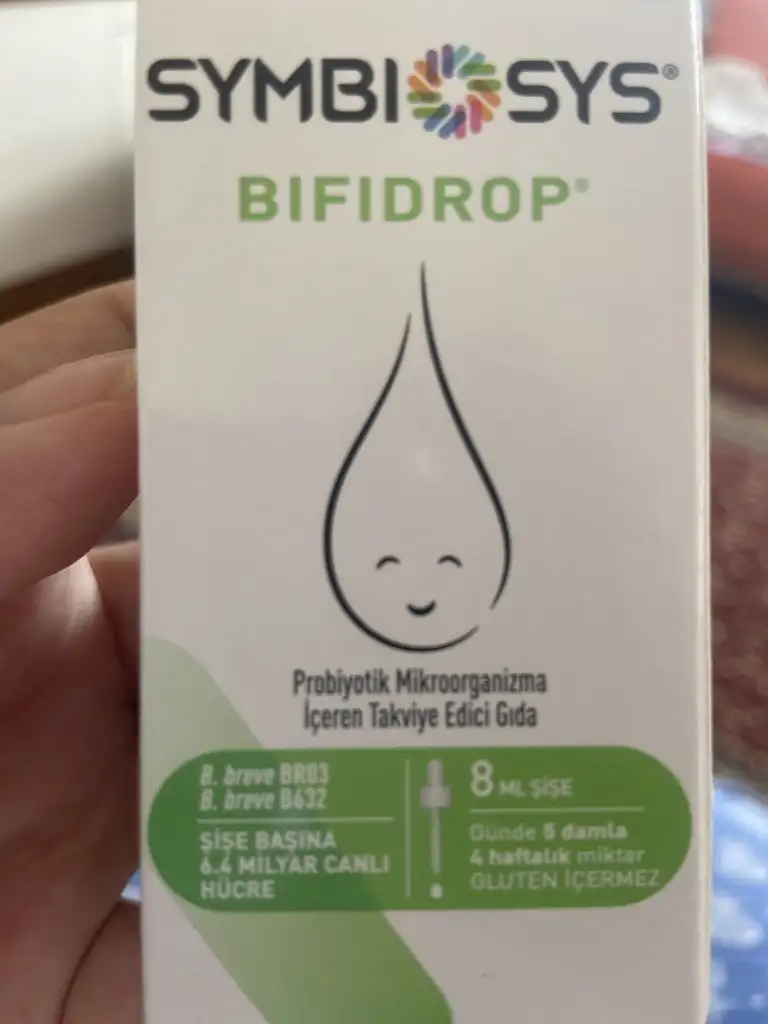 SYMBIOSYS®
BIFIDROP®
Probiyotik Mikroorganizma
İçeren Takviye Edici Gıda
B. breve BR03
B. breve B632
ŞİŞE BAŞINA
6.4 MİLYAR CANLI
HÜCRE
8 ML ŞİŞE
Günde 5 damla
4 haftalık miktar
GLUTEN İÇERMEZ